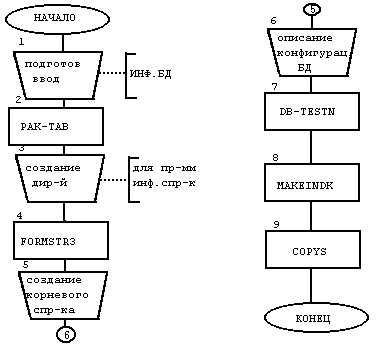 НАЧАЛО
1
подготов
ввод
ИНФ.БД
2
PAK-TAB
3
создание
дир-й
для пр-мм
инф.спр-к
4
FORMSTR3
5
создание
корневого
спр-ка
6
5
6
описание
конфигурац
БД
7
DB-TESTN
8
MAKEINDK
9
COPYS
КОНЕЦ